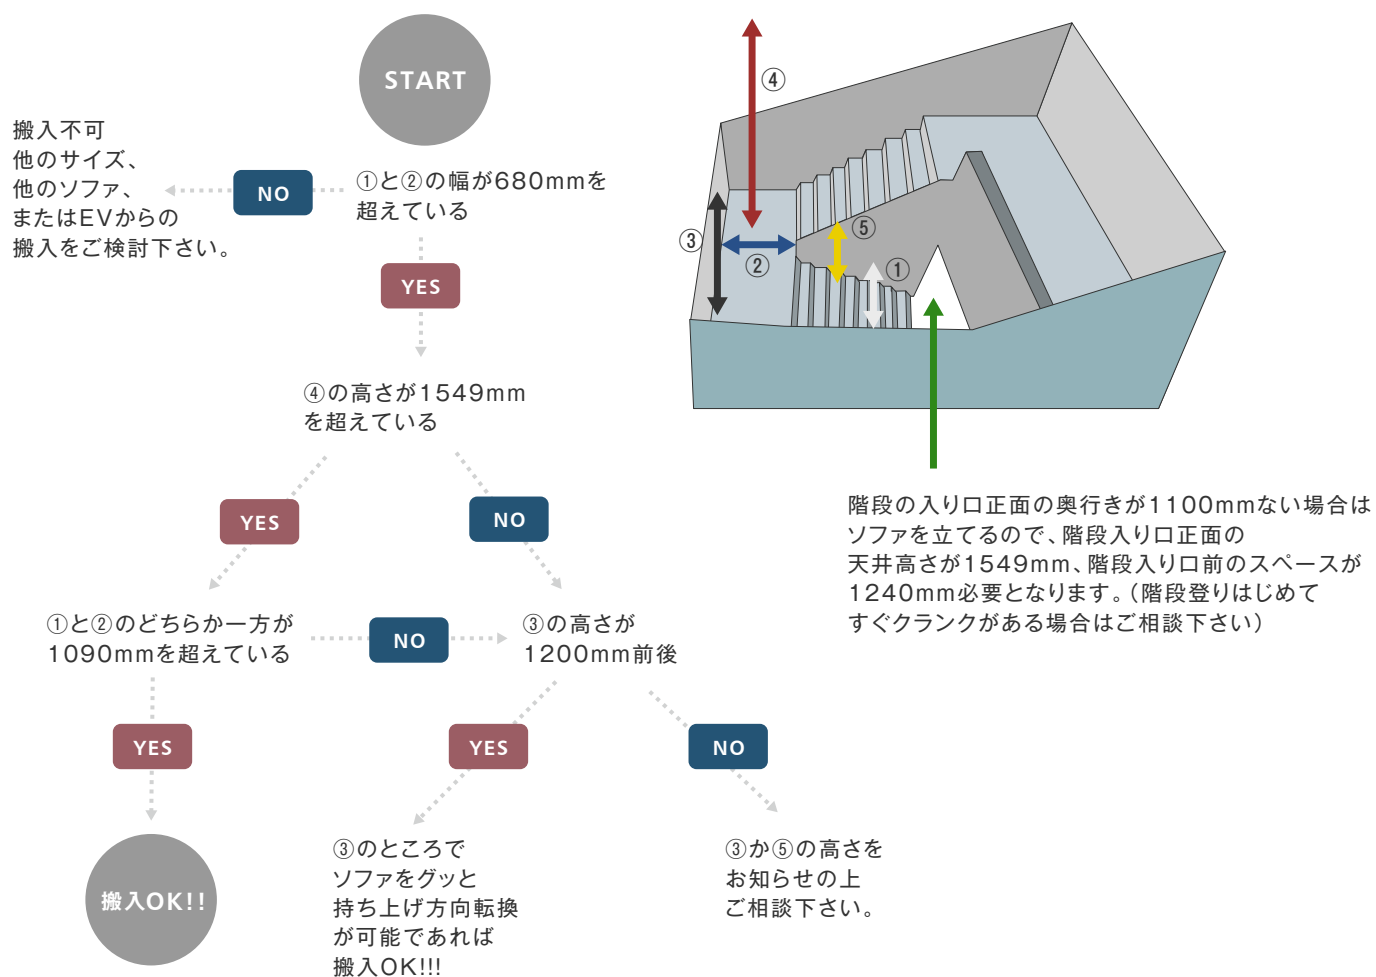 START
搬入不可
他のサイズ、
他のソファ、
またはEVからの
搬入をご検討下さい。
NO
①と②の幅が680mmを
超えている
YES
④の高さが1549mm
を超えている
YES
NO
①と②のどちらか一方が
1090mmを超えている
NO
③の高さが
1200mm前後
YES
YES
NO
搬入OK!!
③のところで
ソファをグッと
持ち上げ方向転換
が可能であれば
搬入OK!!!
③か⑤の高さを
お知らせの上
ご相談下さい。
④
③
②
⑤
①
階段の入り口正面の奥行きが1100mmない場合は
ソファを立てるので、階段入り口正面の
天井高さが1549mm、階段入り口前のスペースが
1240mm必要となります。（階段登りはじめて
すぐクランクがある場合はご相談下さい）